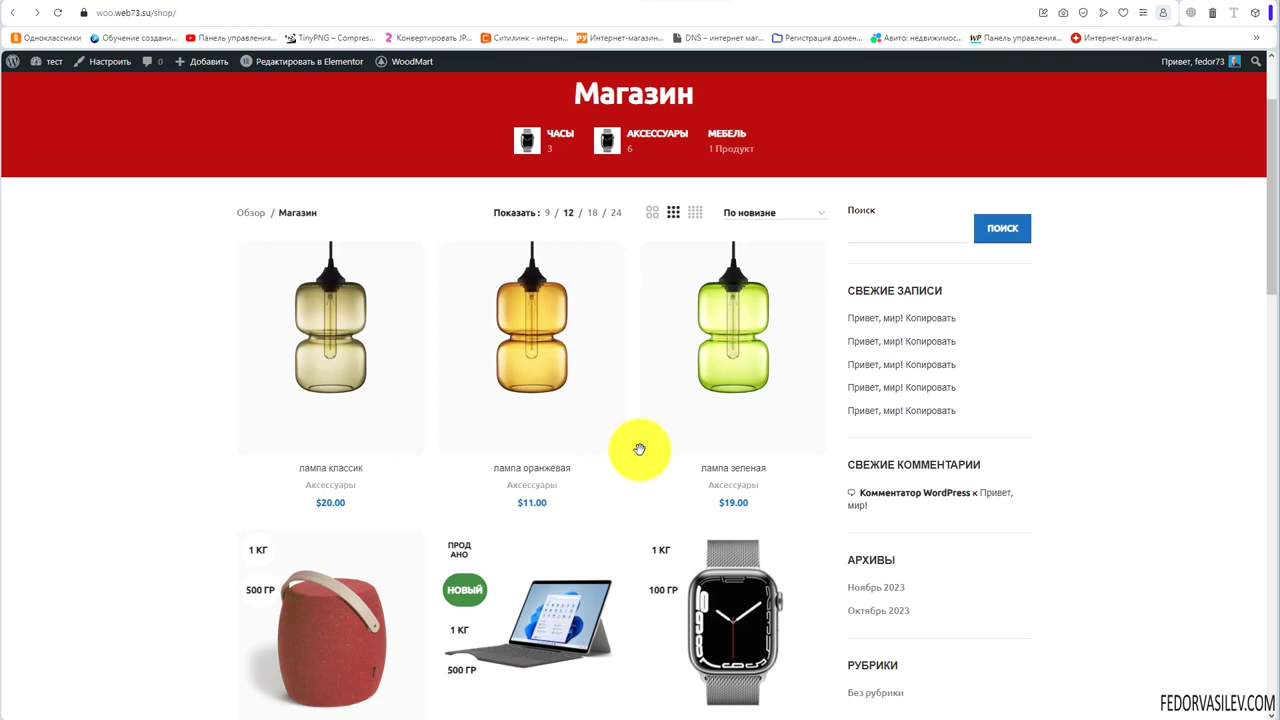 woo.web73.su/shop/
Одноклассники
Обучение создани...
Панель управления...
TinyPNG – Compres...
Конвертировать JP...
Ситилинк - интерн...
Интернет-магазин...
DNS – интернет маг...
Регистрация домен...
Авито: недвижимос...
Панель управления...
Интернет-магазин...
тест
Настроить
0
Добавить
Редактировать в Elementor
WoodMart
Привет, fedor73
Магазин
ЧАСЫ
3
АКСЕССУАРЫ
6
МЕБЕЛЬ
1 Продукт
Обзор / Магазин
Показать : 9 / 12 / 18 / 24
По новизне
лампа классик
Аксессуары
$20.00
лампа оранжевая
Аксессуары
$11.00
лампа зеленая
Аксессуары
$19.00
1 КГ
500 ГР
ПРОД
АНО
НОВЫЙ
1 КГ
500 ГР
1 КГ
100 ГР
Поиск
ПОИСК
СВЕЖИЕ ЗАПИСИ
Привет, мир! Копировать
Привет, мир! Копировать
Привет, мир! Копировать
Привет, мир! Копировать
Привет, мир! Копировать
СВЕЖИЕ КОММЕНТАРИИ
Комментатор WordPress к Привет,
мир!
АРХИВЫ
Ноябрь 2023
Октябрь 2023
РУБРИКИ
Без рубрики
FEDORVASILEV.COM